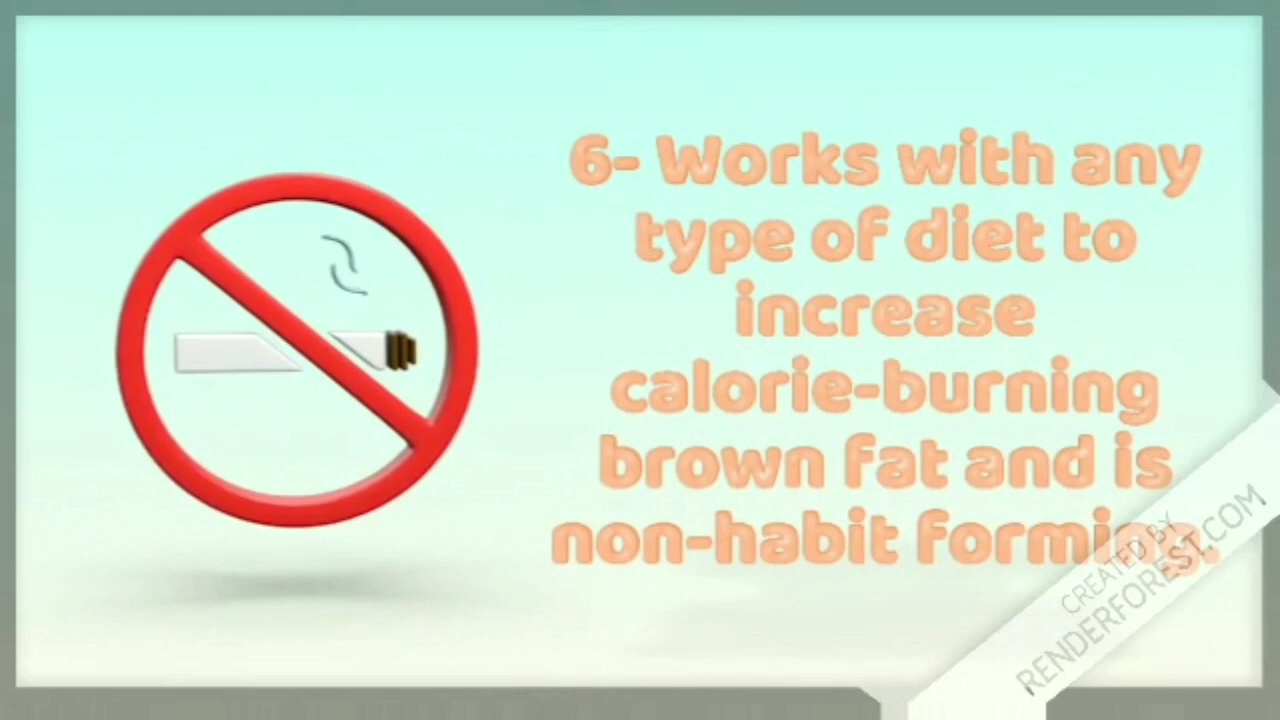 6- Works with any
type of diet to
increase
calorie-burning
brown fat and is
non-habit forming.
CREATED BY
RENDERFOREST.COM